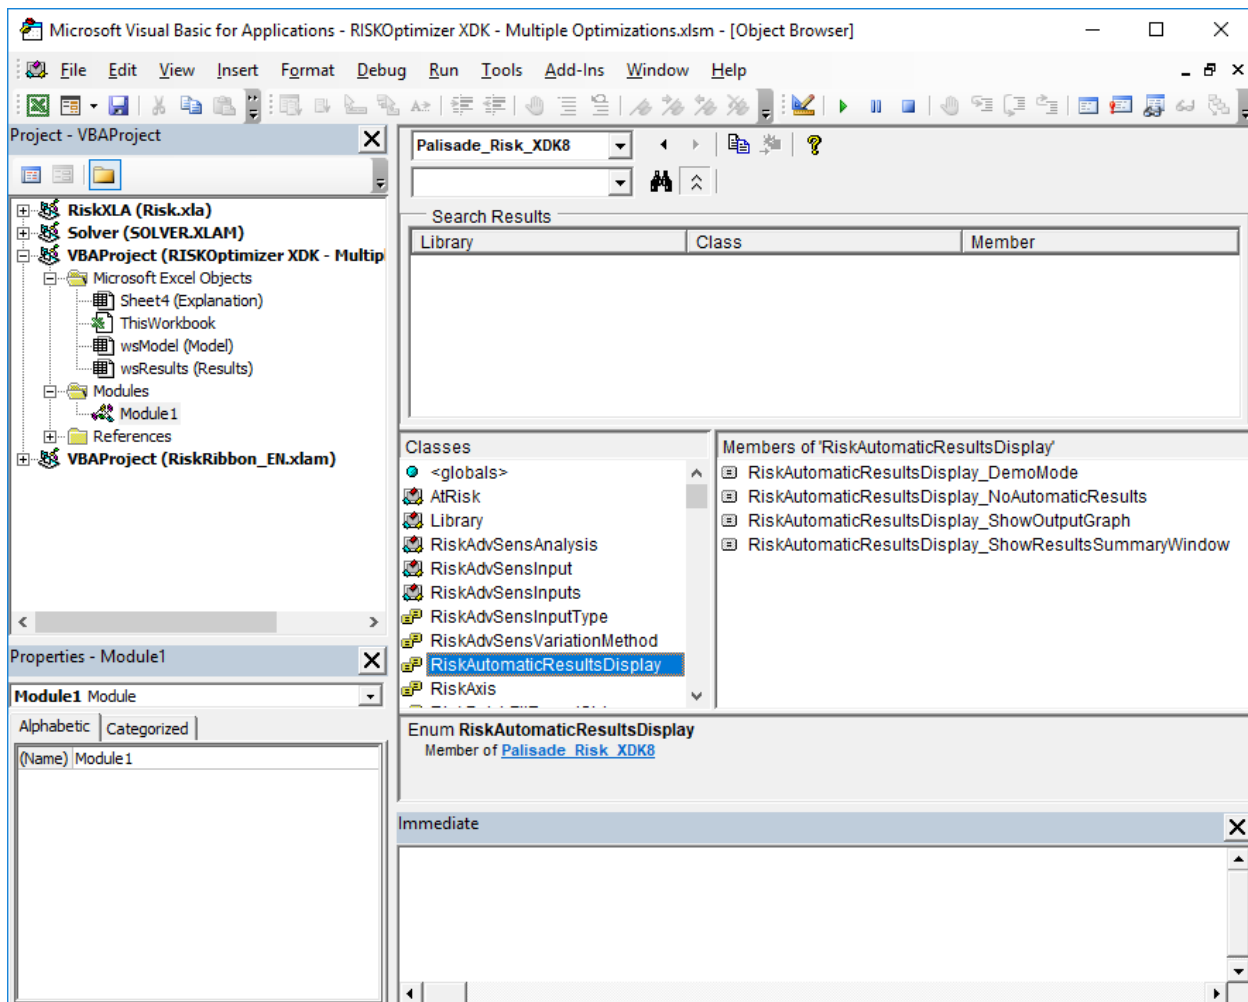 Microsoft Visual Basic for Applications - RISKOptimizer XDK - Multiple Optimizations.xlsm - [Object Browser]
File Edit View Insert Format Debug Run Tools Add-Ins Window Help
Project - VBAProject
RiskXLA (Risk.xla)
Solver (SOLVER.XLAM)
VBAProject (RISKOptimizer XDK - Multipl
Microsoft Excel Objects
Sheet4 (Explanation)
ThisWorkbook
wsModel (Model)
wsResults (Results)
Modules
Module1
References
VBAProject (RiskRibbon_EN.xlam)
Properties - Module1
Module1 Module
Alphabetic Categorized
(Name) Module1
Palisade_Risk_XDK8
Search Results
Library Class Member
Classes
<globals>
AtRisk
Library
RiskAdvSensAnalysis
RiskAdvSensInput
RiskAdvSensInputs
RiskAdvSensInputType
RiskAdvSensVariationMethod
RiskAutomaticResultsDisplay
RiskAxis
Members of 'RiskAutomaticResultsDisplay'
RiskAutomaticResultsDisplay_DemoMode
RiskAutomaticResultsDisplay_NoAutomaticResults
RiskAutomaticResultsDisplay_ShowOutputGraph
RiskAutomaticResultsDisplay_ShowResultsSummaryWindow
Enum RiskAutomaticResultsDisplay
Member of Palisade_Risk_XDK8
Immediate